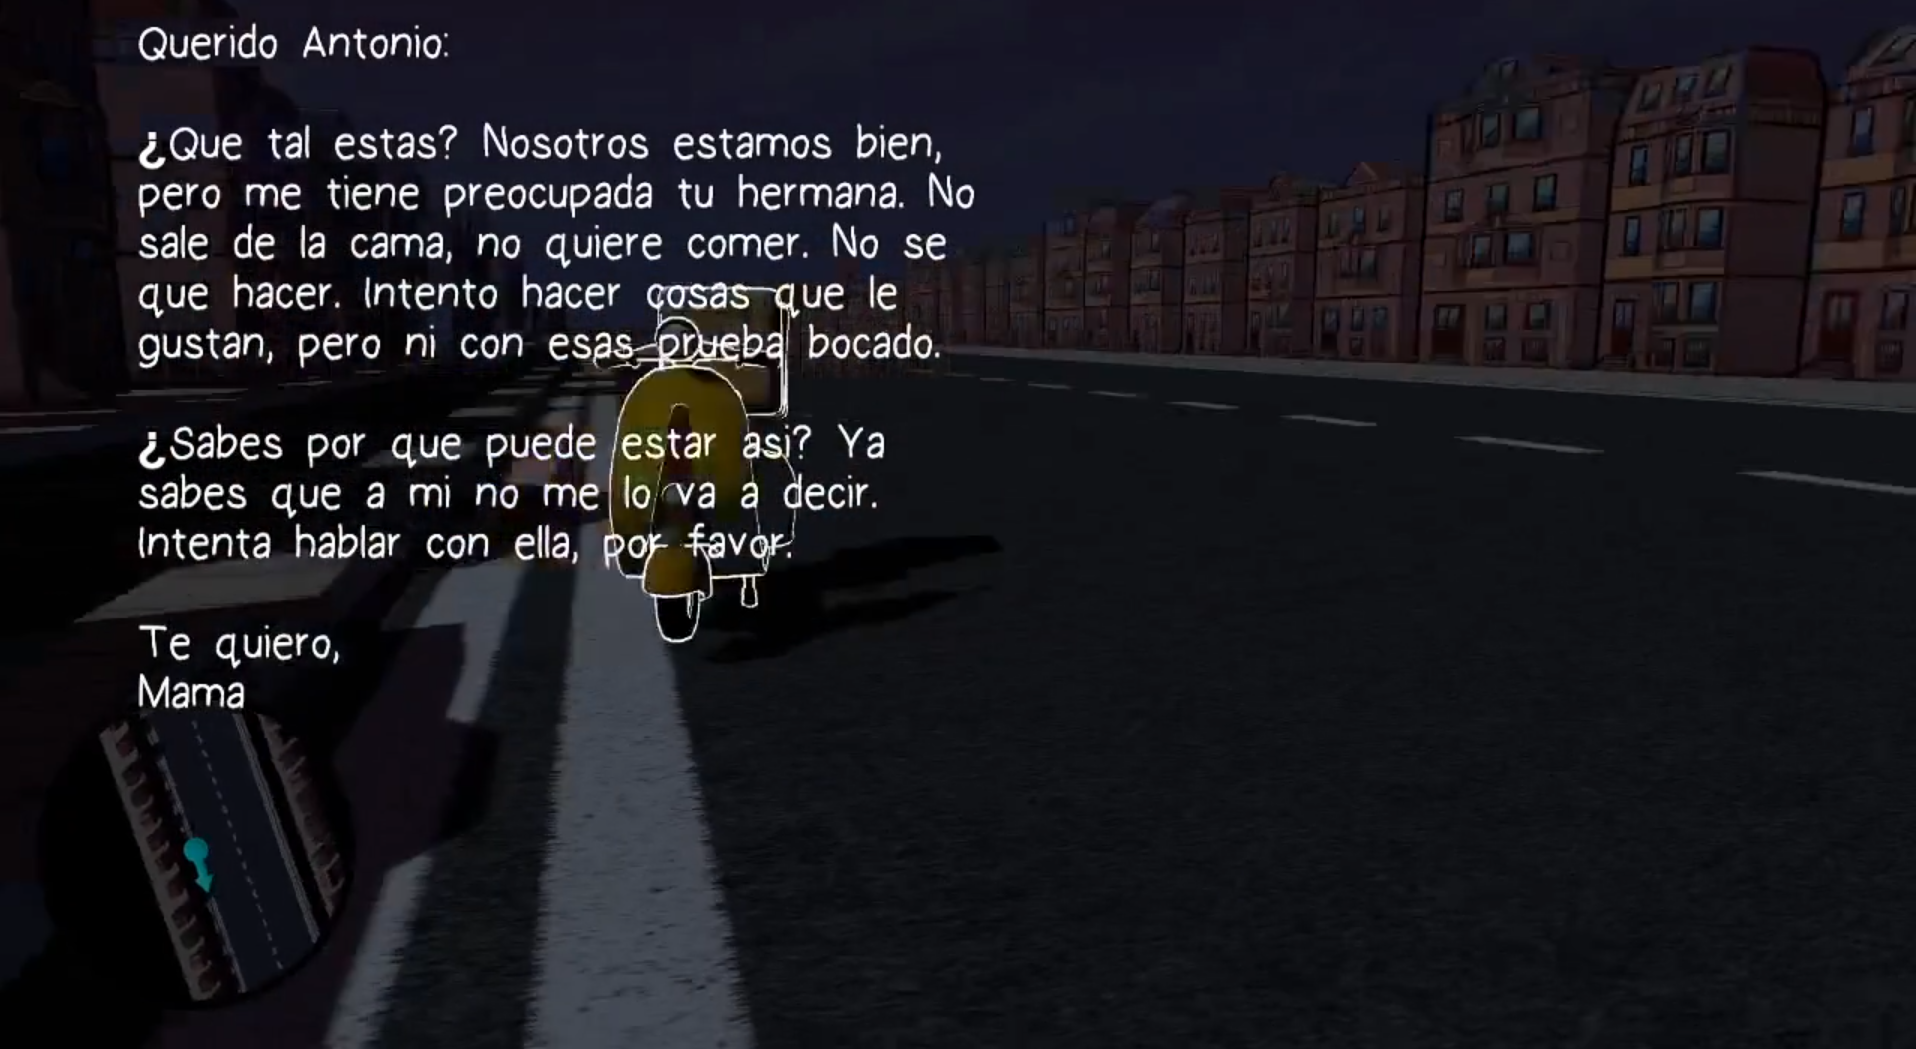 Querido Antonio:
¿Que tal estas? Nosotros estamos bien,
pero me tiene preocupada tu hermana. No
sale de la cama, no quiere comer. No se
que hacer. Intento hacer cosas que le
gustan, pero ni con esas prueba bocado.
¿Sabes por que puede estar asi? Ya
sabes que a mi no me lo va a decir.
Intenta hablar con ella, por favor.
Te quiero,
Mama